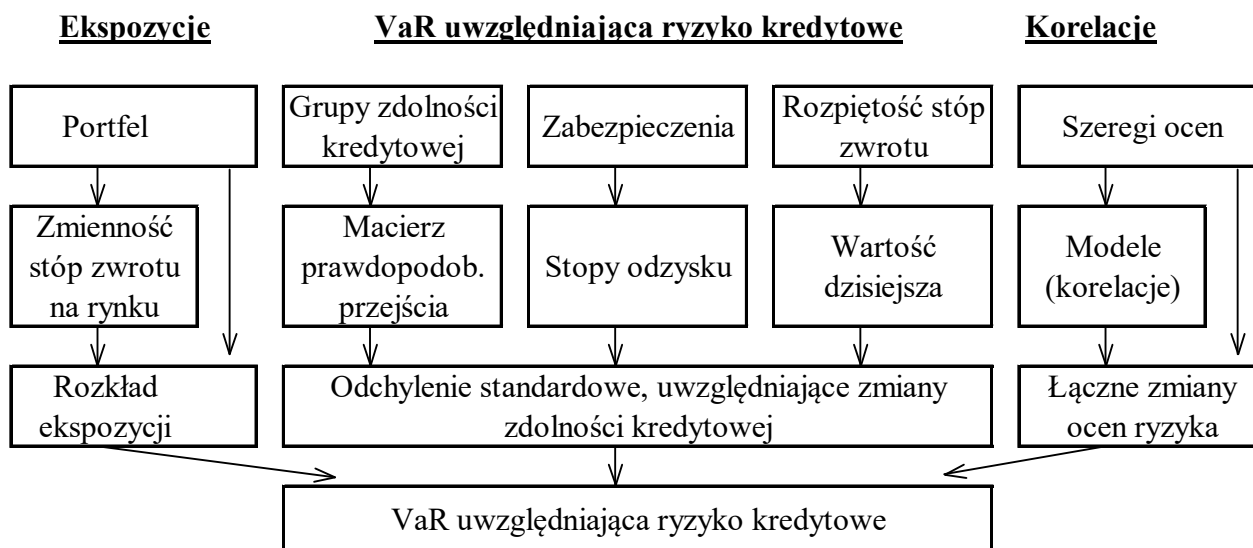 Ekspozycje
VaR uwzględniająca ryzyko kredytowe
Korelacje
Portfel
Grupy zdolności
kredytowej
Zabezpieczenia
Rozpiętość stóp
zwrotu
Szeregi ocen
Zmienność
stóp zwrotu
na rynku
Macierz
prawdopodob.
przejścia
Stopy odzysku
Wartość
dzisiejsza
Modele
(korelacje)
Rozkład
ekspozycji
Odchylenie standardowe, uwzględniające zmiany
zdolności kredytowej
Łączne zmiany
ocen ryzyka
VaR uwzględniająca ryzyko kredytowe